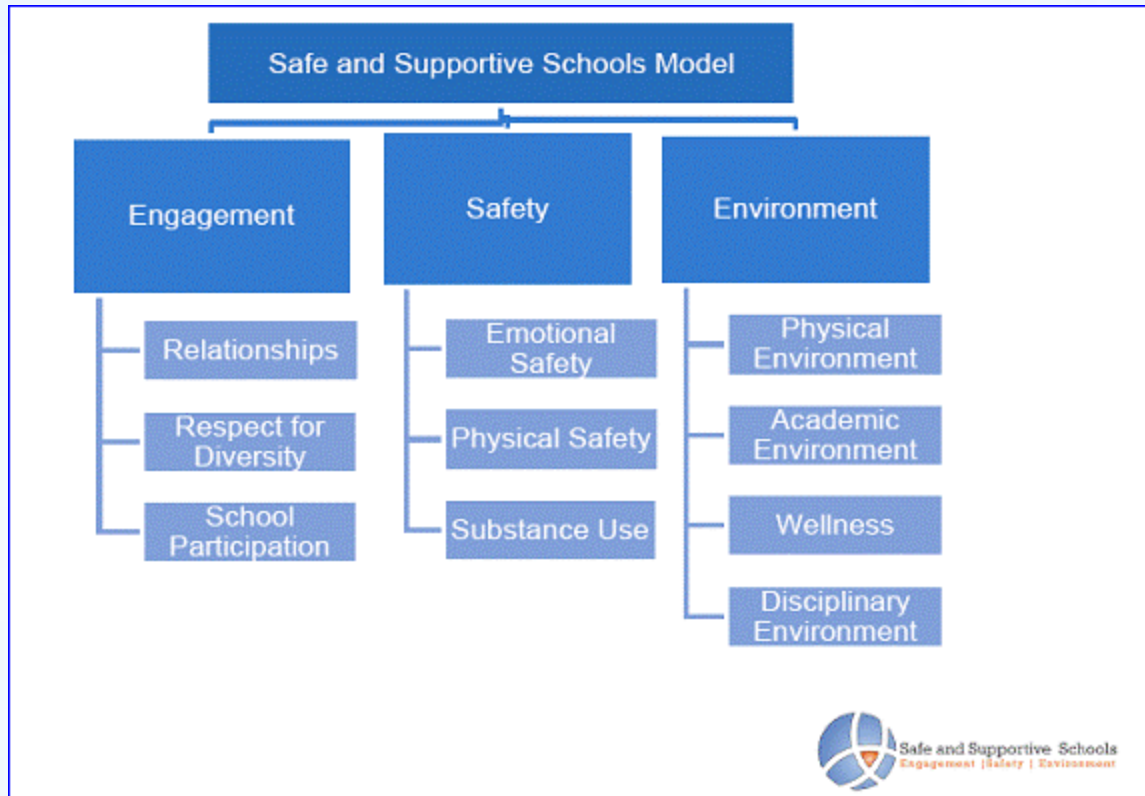 Safe and Supportive Schools Model
Engagement
Relationships
Respect for
Diversity
School
Participation
Safety
Emotional
Safety
Physical Safety
Substance Use
Environment
Physical
Environment
Academic
Environment
Wellness
Disciplinary
Environment
Safe and Supportive Schools
Engagement |Safety | Environment